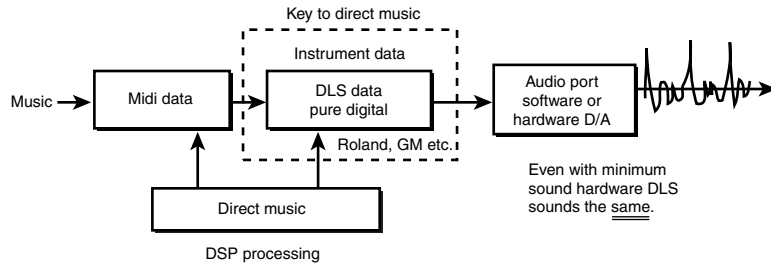 Key to direct music
Instrument data
Music
Midi data
DLS data
pure digital
Audio port
software or
hardware D/A
Roland, GM etc.
Direct music
DSP processing
Even with minimum
sound hardware DLS
sounds the same.